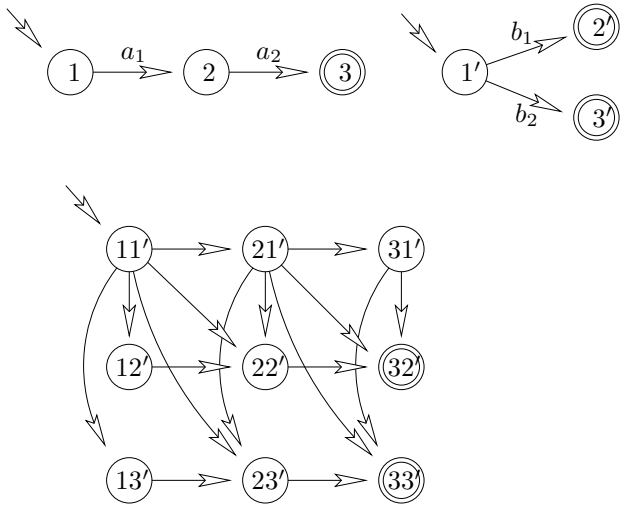 1 a₁ 2 a₂ 3 1′ b₁ 2′
b₂ 3′
11′ 21′ 31′
12′ 22′ 32′
13′ 23′ 33′